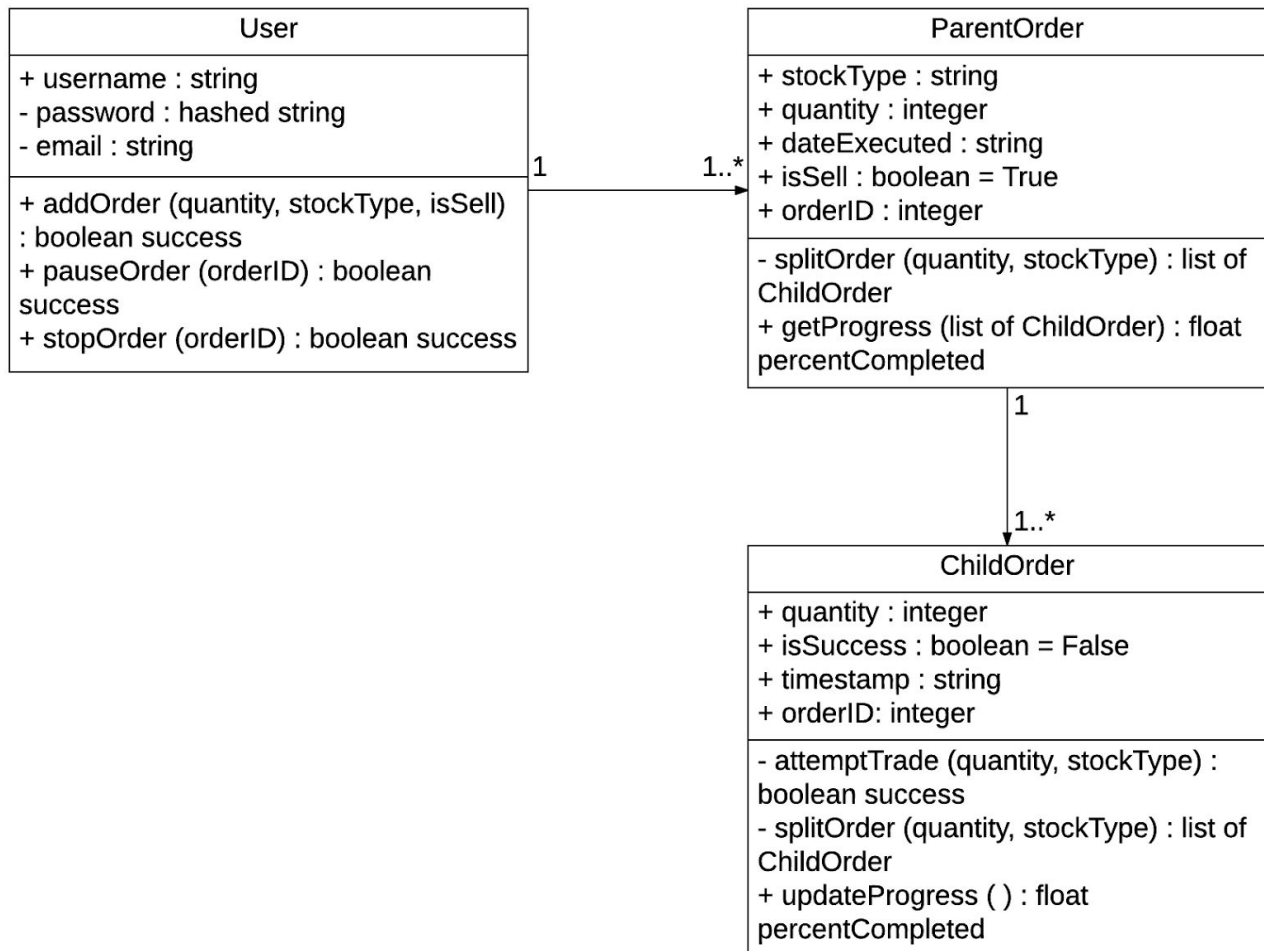 User
+ username : string
- password : hashed string
- email : string
+ addOrder (quantity, stockType, isSell)
: boolean success
+ pauseOrder (orderID) : boolean
success
+ stopOrder (orderID) : boolean success
1
1..*
ParentOrder
+ stockType : string
+ quantity : integer
+ dateExecuted : string
+ isSell : boolean = True
+ orderID : integer
- splitOrder (quantity, stockType) : list of
ChildOrder
+ getProgress (list of ChildOrder) : float
percentCompleted
1
1..*
ChildOrder
+ quantity : integer
+ isSuccess : boolean = False
+ timestamp : string
+ orderID: integer
- attemptTrade (quantity, stockType) :
boolean success
- splitOrder (quantity, stockType) : list of
ChildOrder
+ updateProgress ( ) : float
percentCompleted